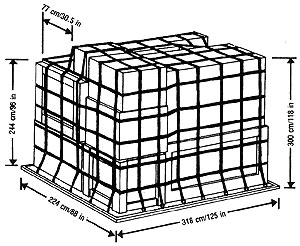 77 cm/30.5 in
244 cm/96 in
300 cm/118 in
224 cm/88 in
318 cm/125 in